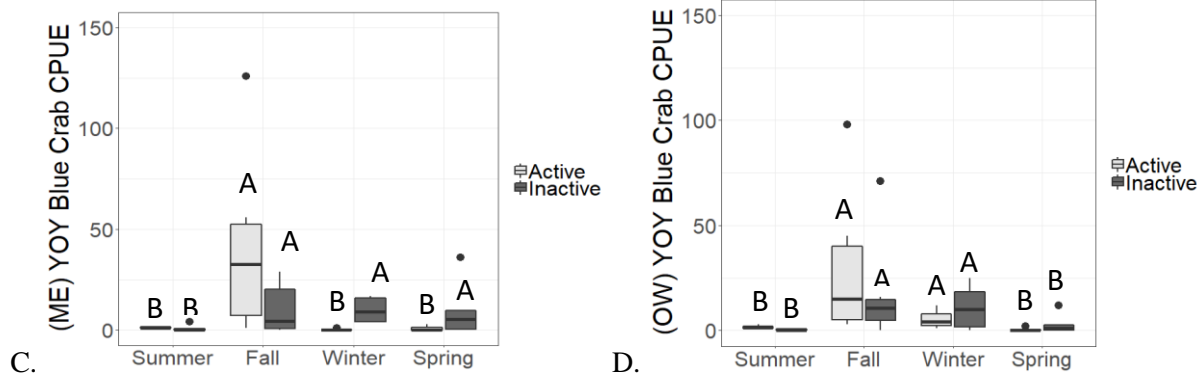 (ME) YOY Blue Crab CPUE
150
100
50
0
A
A
B
B
B
A
B
A
Summer
Fall
Winter
Spring
Active
Inactive
C.
(OW) YOY Blue Crab CPUE
150
100
50
0
A
A
A
A
B
B
B
B
Summer
Fall
Winter
Spring
Active
Inactive
D.